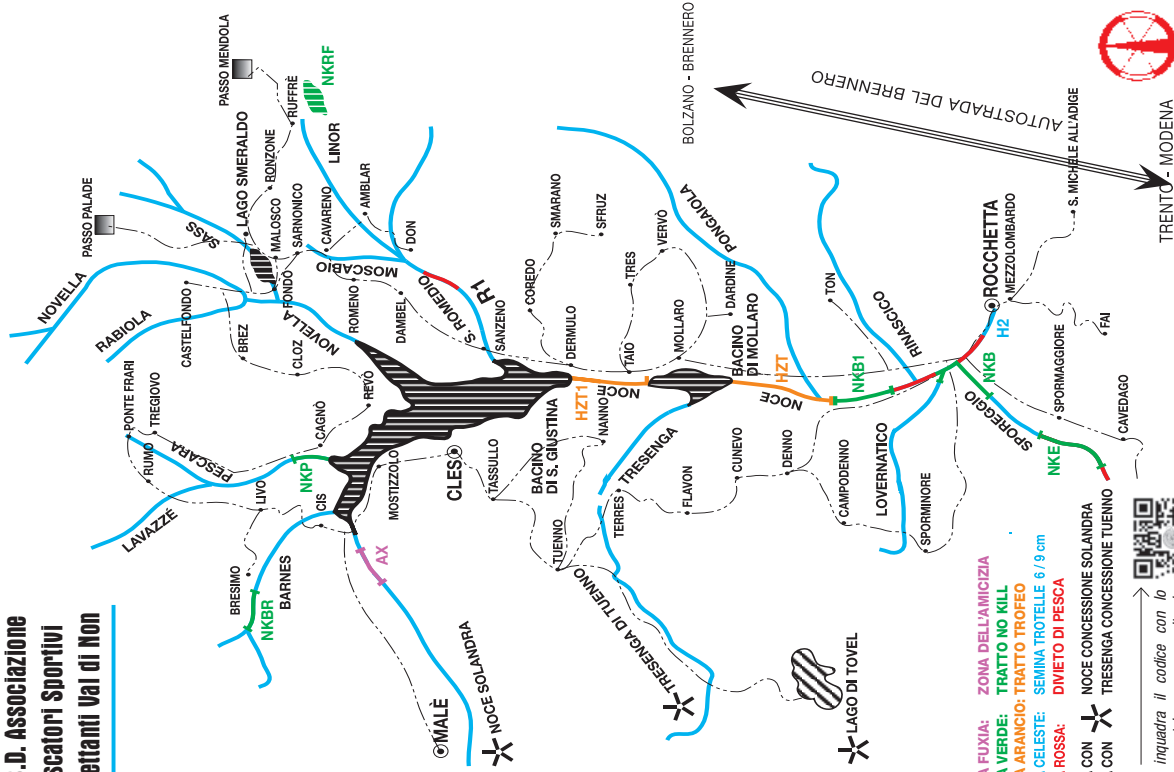 .D. Associazione
scatori Sportivi
ettanti Val di Non
PASSO MENDOLA
RUFFRÈ
NKRF
LINOR
PASSO PALADE
SASS
LAGO SMERALDO
RONZONE
MALOSCO
SARNONICO
CAVARENO
AMBLAR
DON
MOSCABIO
NOVELLA
RABIOLA
CASTELFONDO
FONDO
BREZ
CLOZ
NOVELLA
ROMENO
DAMBEL
S. ROMEDIO
R1
SANZENO
REVÒ
CAGNÒ
PONTE FRARI
TREGIOVO
RUMO
PESCARA
LAVAZZÈ
LIVO
NKP
CIS
MOSTIZZOLO
BRESIMO
BARNES
NKBR
AX
MALÈ
NOCE SOLANDRA
CLES
TASSULLO
BACINO
DI S. GIUSTINA
HZT1
NOCE
NANNO
TUENNO
TERRES
TRESENGA
TRESENGA DI TUENNO
LAGO DI TOVEL
FLAVON
CUNEVO
DENNO
CAMPODENNO
LOVERNATICO
SPORMINORE
COREDO
SMARANO
SFRUZ
DERMULO
TAIO
TRES
VERVÒ
MOLLARO
DARDINE
BACINO
DI MOLLARO
PONGAIOLA
HZT
NOCE
NKB1
TON
RINASCICO
ROCCHETTA
H2
MEZZOLOMBARDO
S. MICHELE ALL'ADIGE
FAI
NKB
SPOREGGIO
NKE
SPORMAGGIORE
CAVEDAGO
BOLZANO - BRENNERO
AUTOSTRADA DEL BRENNERO
TRENTO - MODENA
A FUXIA: ZONA DELL'AMICIZIA
A VERDE: TRATTO NO KILL
A ARANCIO: TRATTO TROFEO
CELESTE: SEMINA TROTELLE 6 / 9 cm
ROSSA: DIVIETO DI PESCA
CON NOCE CONCESSIONE SOLANDRA
CON TRESENGA CONCESSIONE TUENNO
inquadra il codice con lo